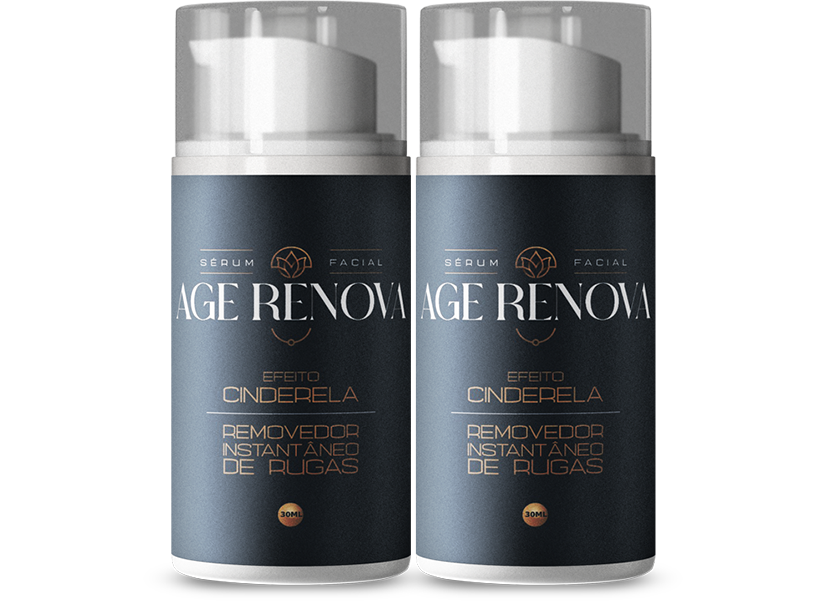 SÉRUM FACIAL
AGE RENOVA
EFEITO
CINDERELA
REMOVEDOR
INSTANTÂNEO
DE RUGAS
30ML
SÉRUM FACIAL
AGE RENOVA
EFEITO
CINDERELA
REMOVEDOR
INSTANTÂNEO
DE RUGAS
30ML